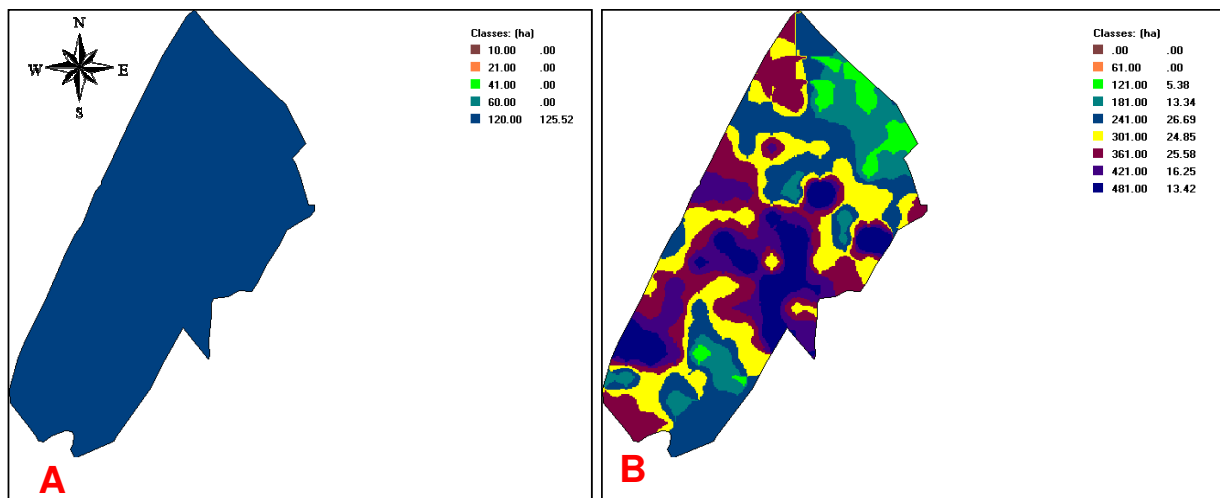 N
W E
S
Classes: (ha)
10.00 .00
21.00 .00
41.00 .00
60.00 .00
120.00 125.52
A
Classes: (ha)
.00 .00
61.00 .00
121.00 5.38
181.00 13.34
241.00 26.69
301.00 24.85
361.00 25.58
421.00 16.25
481.00 13.42
B